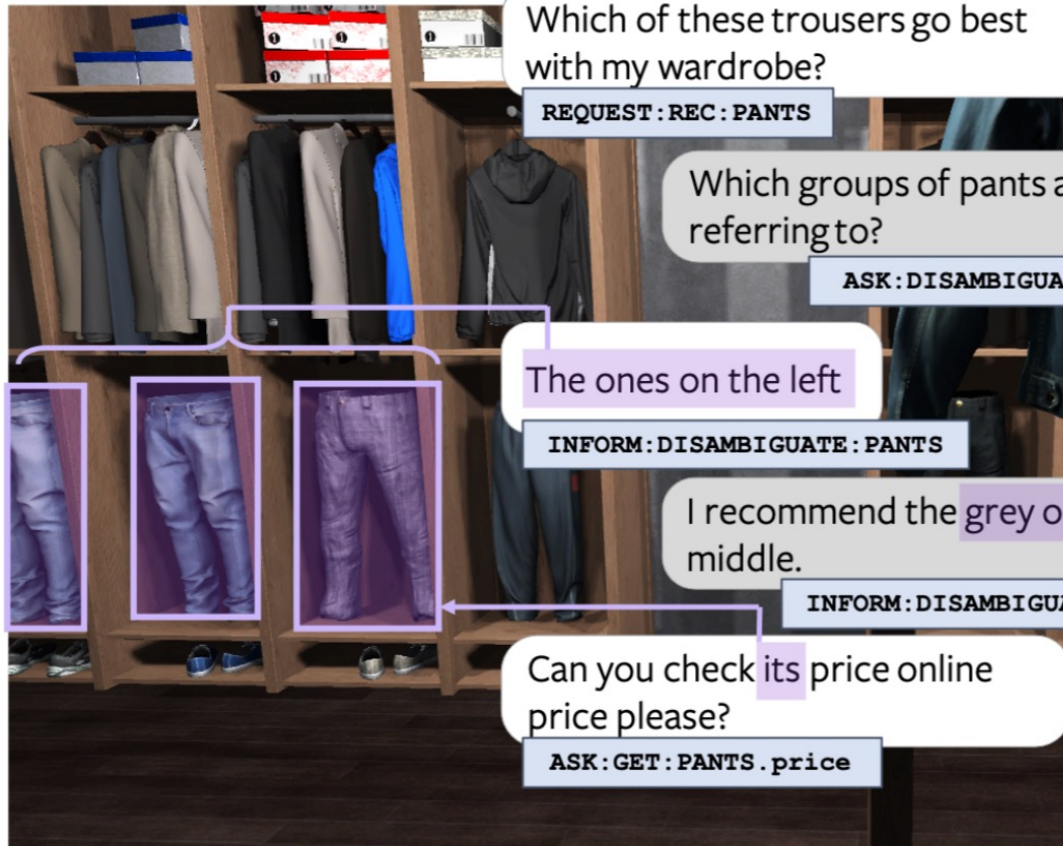 Which of these trousers go best
with my wardrobe?
REQUEST:REC:PANTS
Which groups of pants
referring to?
ASK:DISAMBIGUA
The ones on the left
INFORM:DISAMBIGUATE:PANTS
I recommend the grey
middle.
INFORM:DISAMBIGUA
Can you check its price online
price please?
ASK:GET:PANTS.price